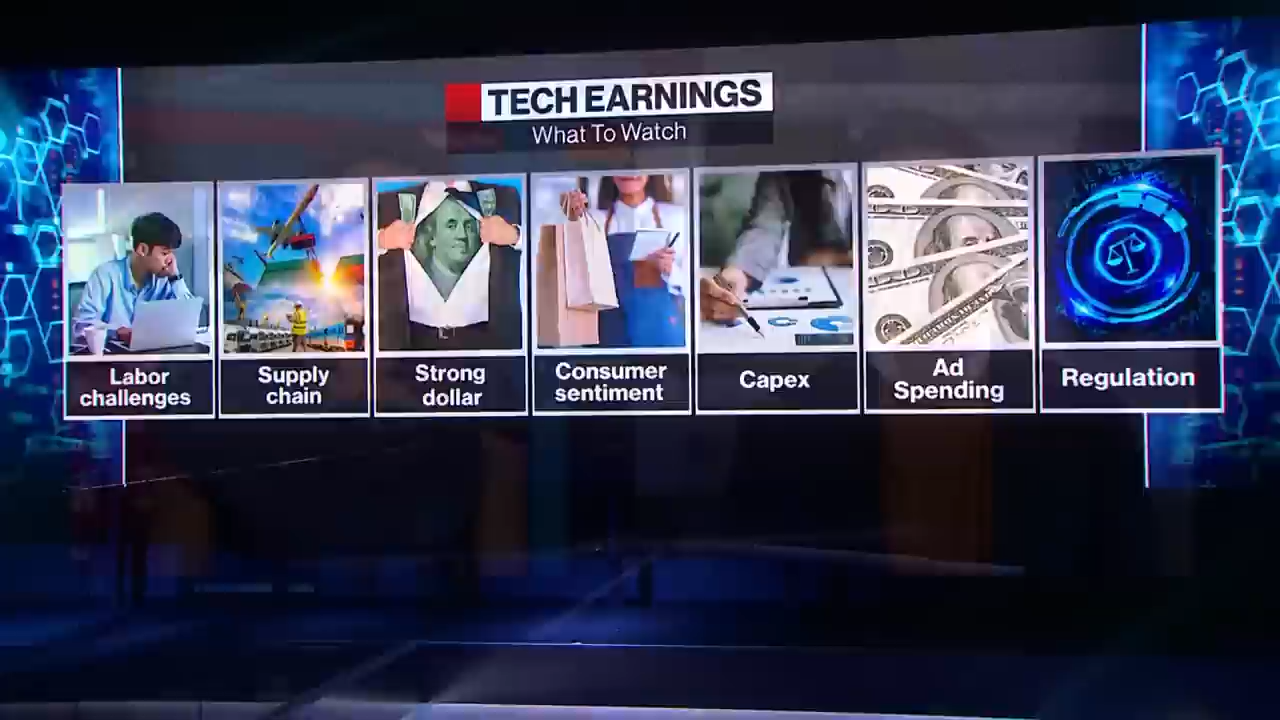 TECH EARNINGS
What To Watch
Labor
challenges
Supply
chain
Strong
dollar
Consumer
sentiment
Capex
Ad
Spending
Regulation